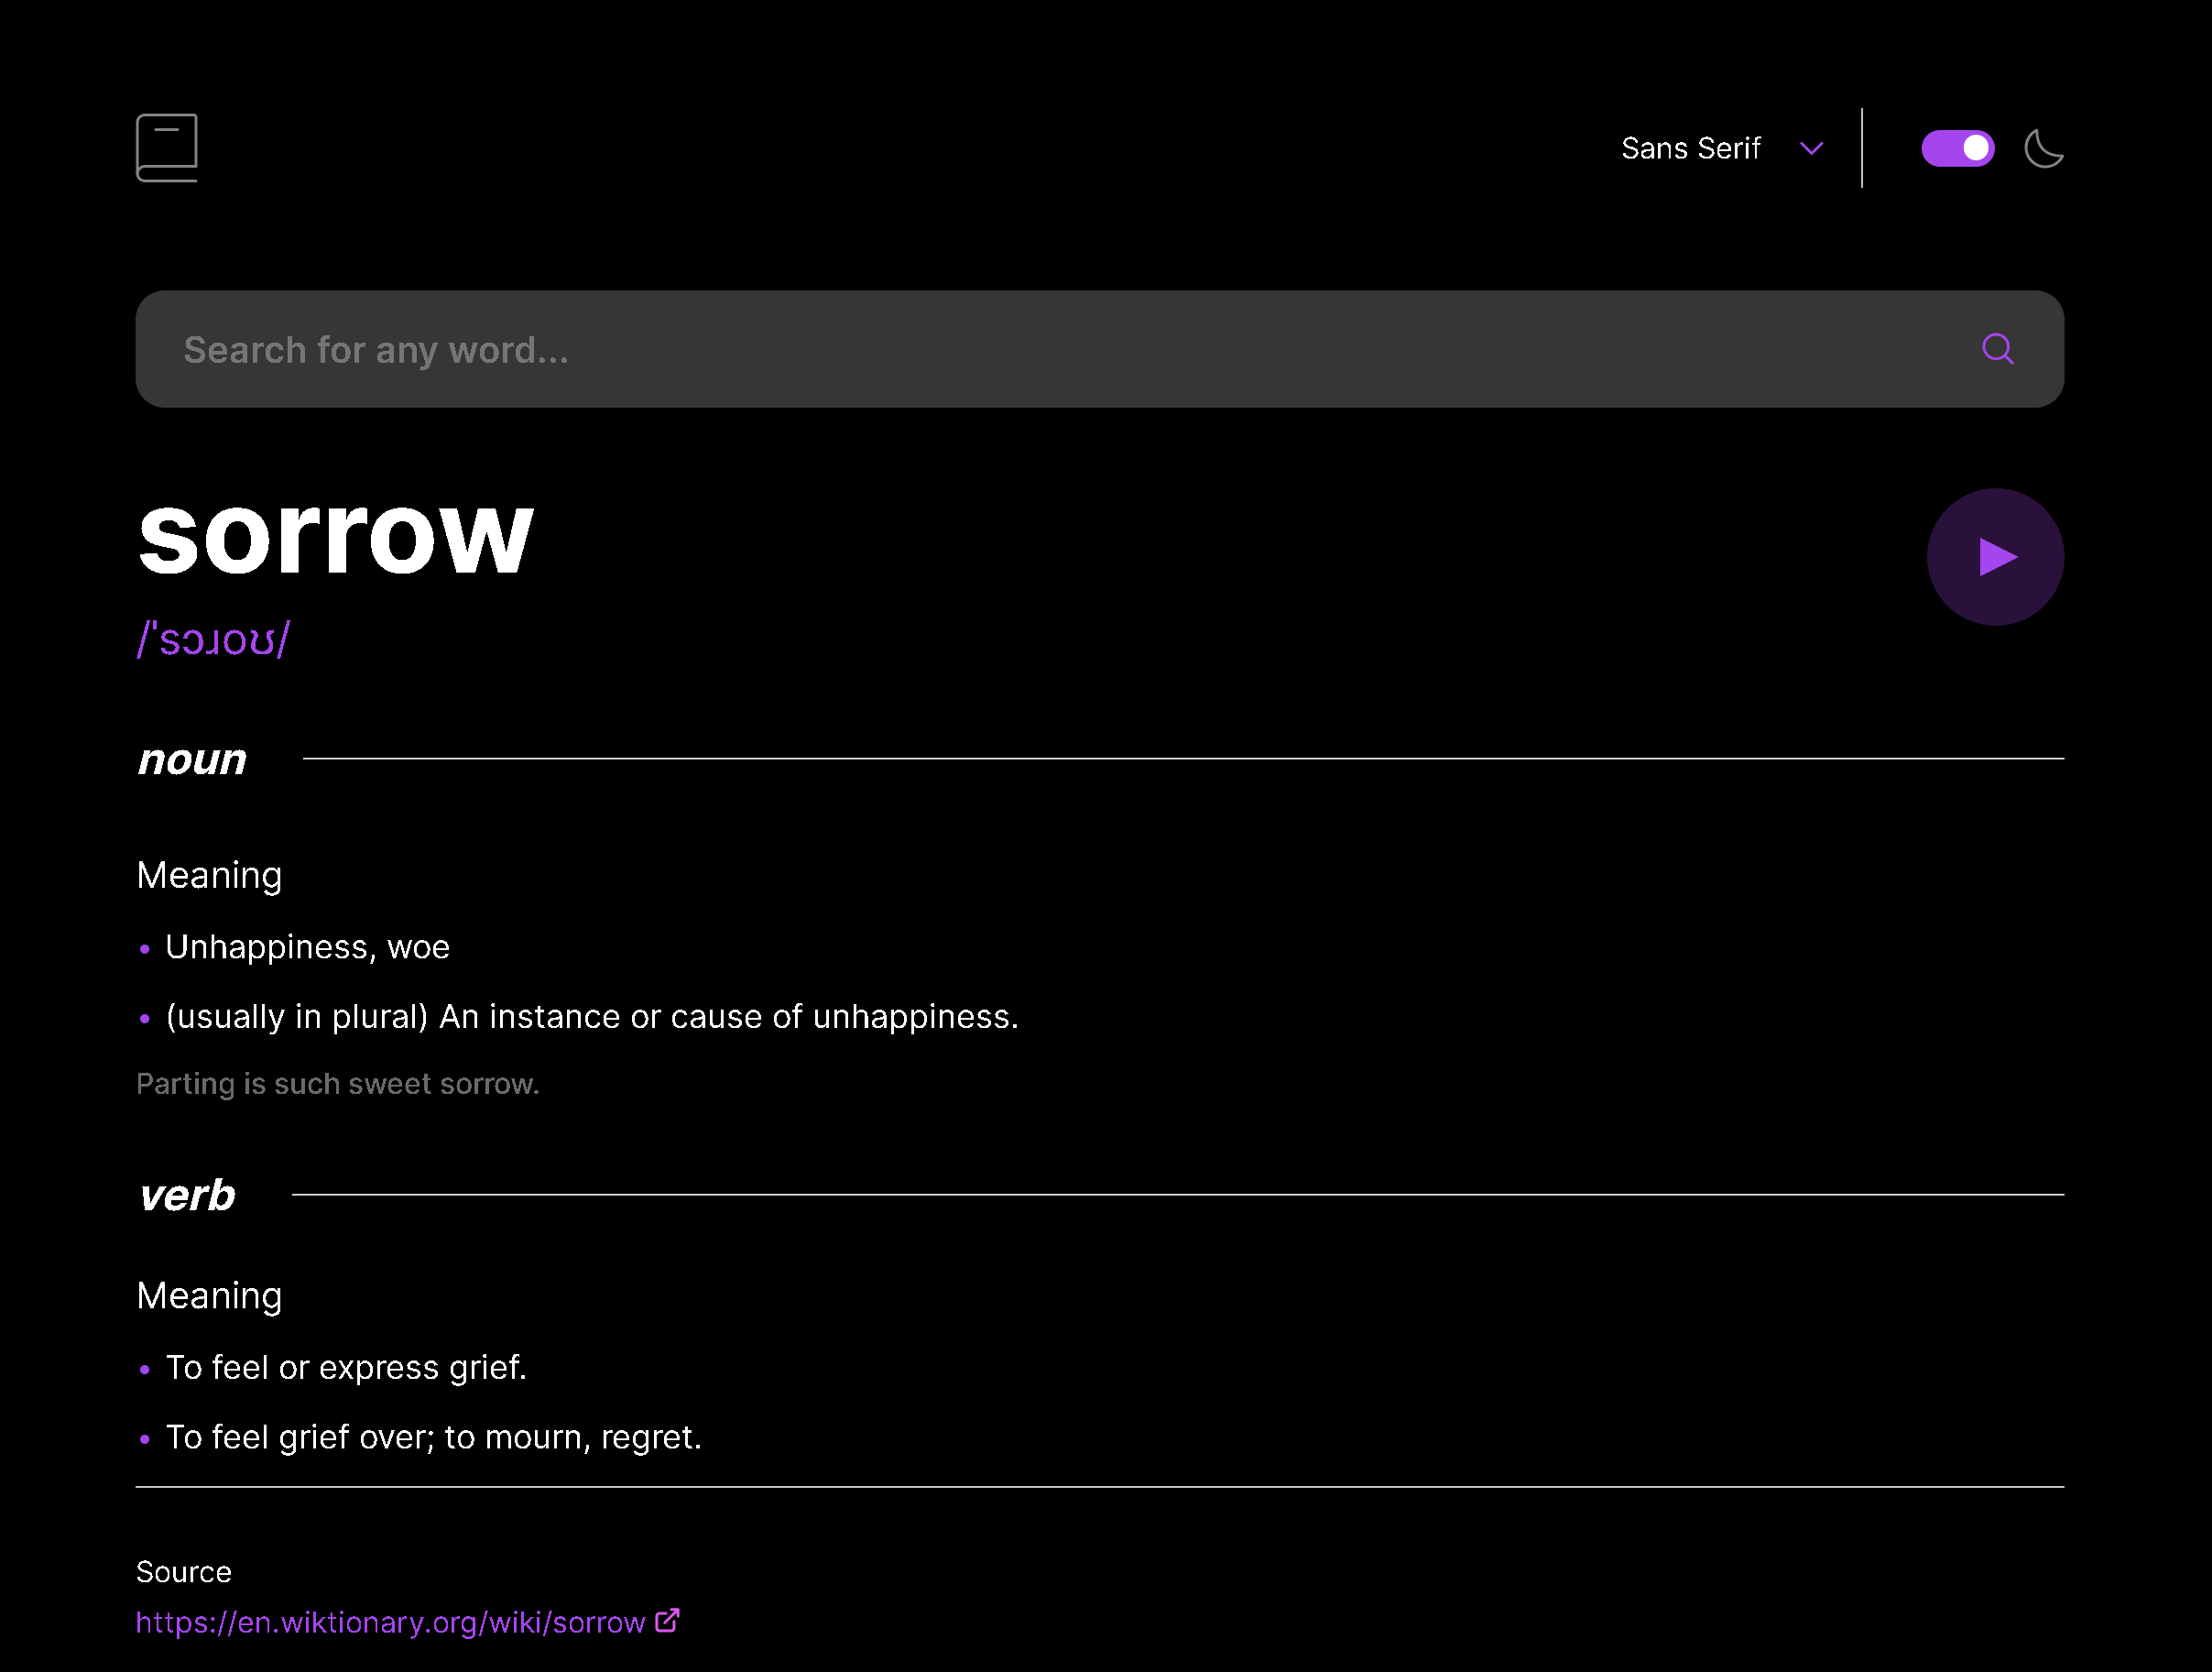 Sans Serif
Search for any word...
sorrow
/ˈsɔɹoʊ/
noun
Meaning
• Unhappiness, woe
• (usually in plural) An instance or cause of unhappiness.
Parting is such sweet sorrow.
verb
Meaning
• To feel or express grief.
• To feel grief over; to mourn, regret.
Source
https://en.wiktionary.org/wiki/sorrow